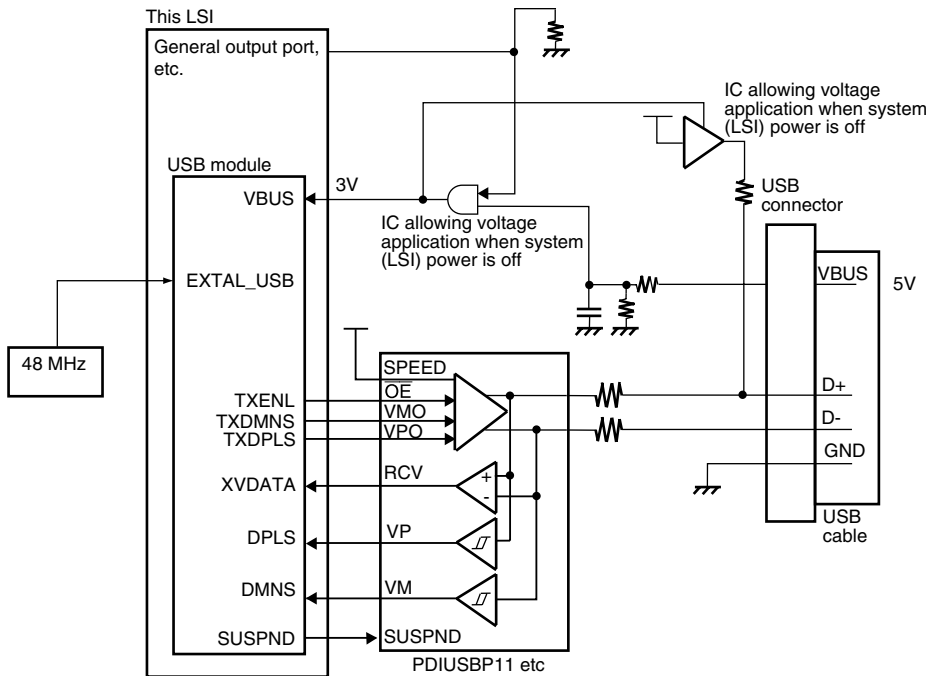 This LSI
General output port,
etc.
IC allowing voltage
application when system
(LSI) power is off
USB module
VBUS
3V
USB
connector
IC allowing voltage
application when system
(LSI) power is off
EXTAL_USB
VBUS
5V
48 MHz
SPEED
TXENL
OE
TXDMNS
VMO
TXDPLS
VPO
D+
D-
GND
XVDATA
RCV
+
-
USB
cable
DPLS
VP
DMNS
VM
SUSPND
SUSPND
PDIUSBP11 etc